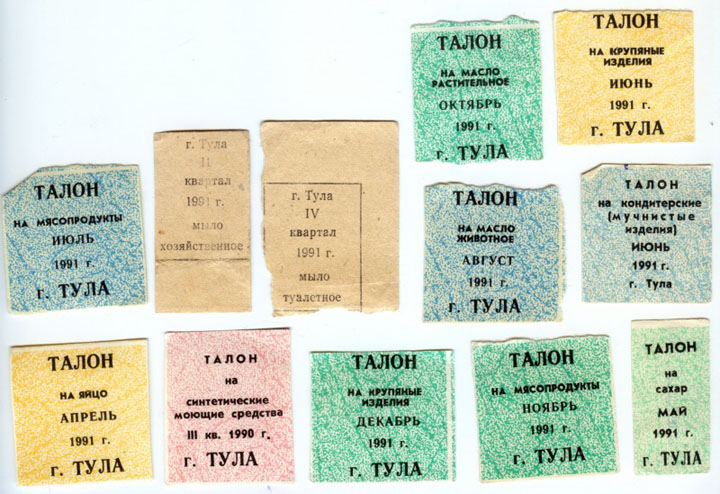 ТАЛОН
НА МАСЛО
РАСТИТЕЛЬНОЕ
ОКТЯБРЬ
1991 г.
г. ТУЛА
ТАЛОН
НА КРУПЯНЫЕ
ИЗДЕЛИЯ
ИЮНЬ
1991 г.
г. ТУЛА
ТАЛОН
НА МЯСОПРОДУКТЫ
ИЮЛЬ
1991 г.
г. ТУЛА
г. Тула
II
квартал
1991 г.
мыло
хозяйственное
г. Тула
IV
квартал
1991 г.
мыло
туалетное
ТАЛОН
НА МАСЛО
ЖИВОТНОЕ
АВГУСТ
1991 г.
г. ТУЛА
ТАЛОН
на кондитерские
(мучнистые
изделия)
ИЮНЬ
1991 г.
г. Тула
ТАЛОН
НА ЯЙЦО
АПРЕЛЬ
1991 г.
г. ТУЛА
ТАЛОН
на
синтетические
моющие средства
III кв. 1990 г.
г. ТУЛА
ТАЛОН
НА КРУПЯНЫЕ
ИЗДЕЛИЯ
ДЕКАБРЬ
1991 г.
г. ТУЛА
ТАЛОН
НА МЯСОПРОДУКТЫ
НОЯБРЬ
1991 г.
г. ТУЛА
ТАЛОН
на
сахар
МАЙ
1991 г.
г. ТУЛА